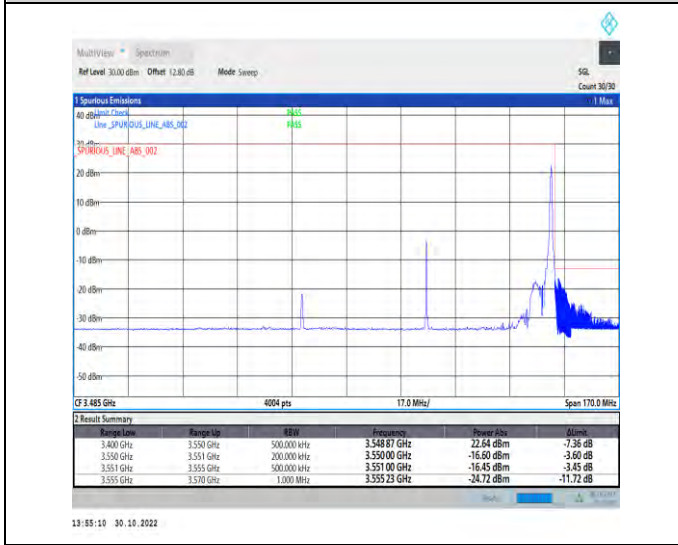 MultiView Spectrum
Ref Level 30.00 dBm Offset 12.80 dB Mode Sweep SGL
Count 30/30
1 Spurious Emissions 1 Max
40 dBm Limit Check PASS
Line _SPURIOUS_LINE_ABS_002 PASS
30 dBm
_SPURIOUS_LINE_ABS_002
20 dBm
10 dBm
0 dBm
-10 dBm
-20 dBm
-30 dBm
-40 dBm
-50 dBm
CF 3.485 GHz 4004 pts 17.0 MHz/ Span 170.0 MHz
2 Result Summary
Range Low Range Up RBW Frequency Power Abs ΔLimit
3.400 GHz 3.550 GHz 500.000 kHz 3.548 87 GHz 22.64 dBm -7.36 dB
3.550 GHz 3.551 GHz 200.000 kHz 3.550 00 GHz -16.60 dBm -3.60 dB
3.551 GHz 3.555 GHz 500.000 kHz 3.551 00 GHz -16.45 dBm -3.45 dB
3.555 GHz 3.570 GHz 1.000 MHz 3.555 23 GHz -24.72 dBm -11.72 dB
13:55:10 30.10.2022